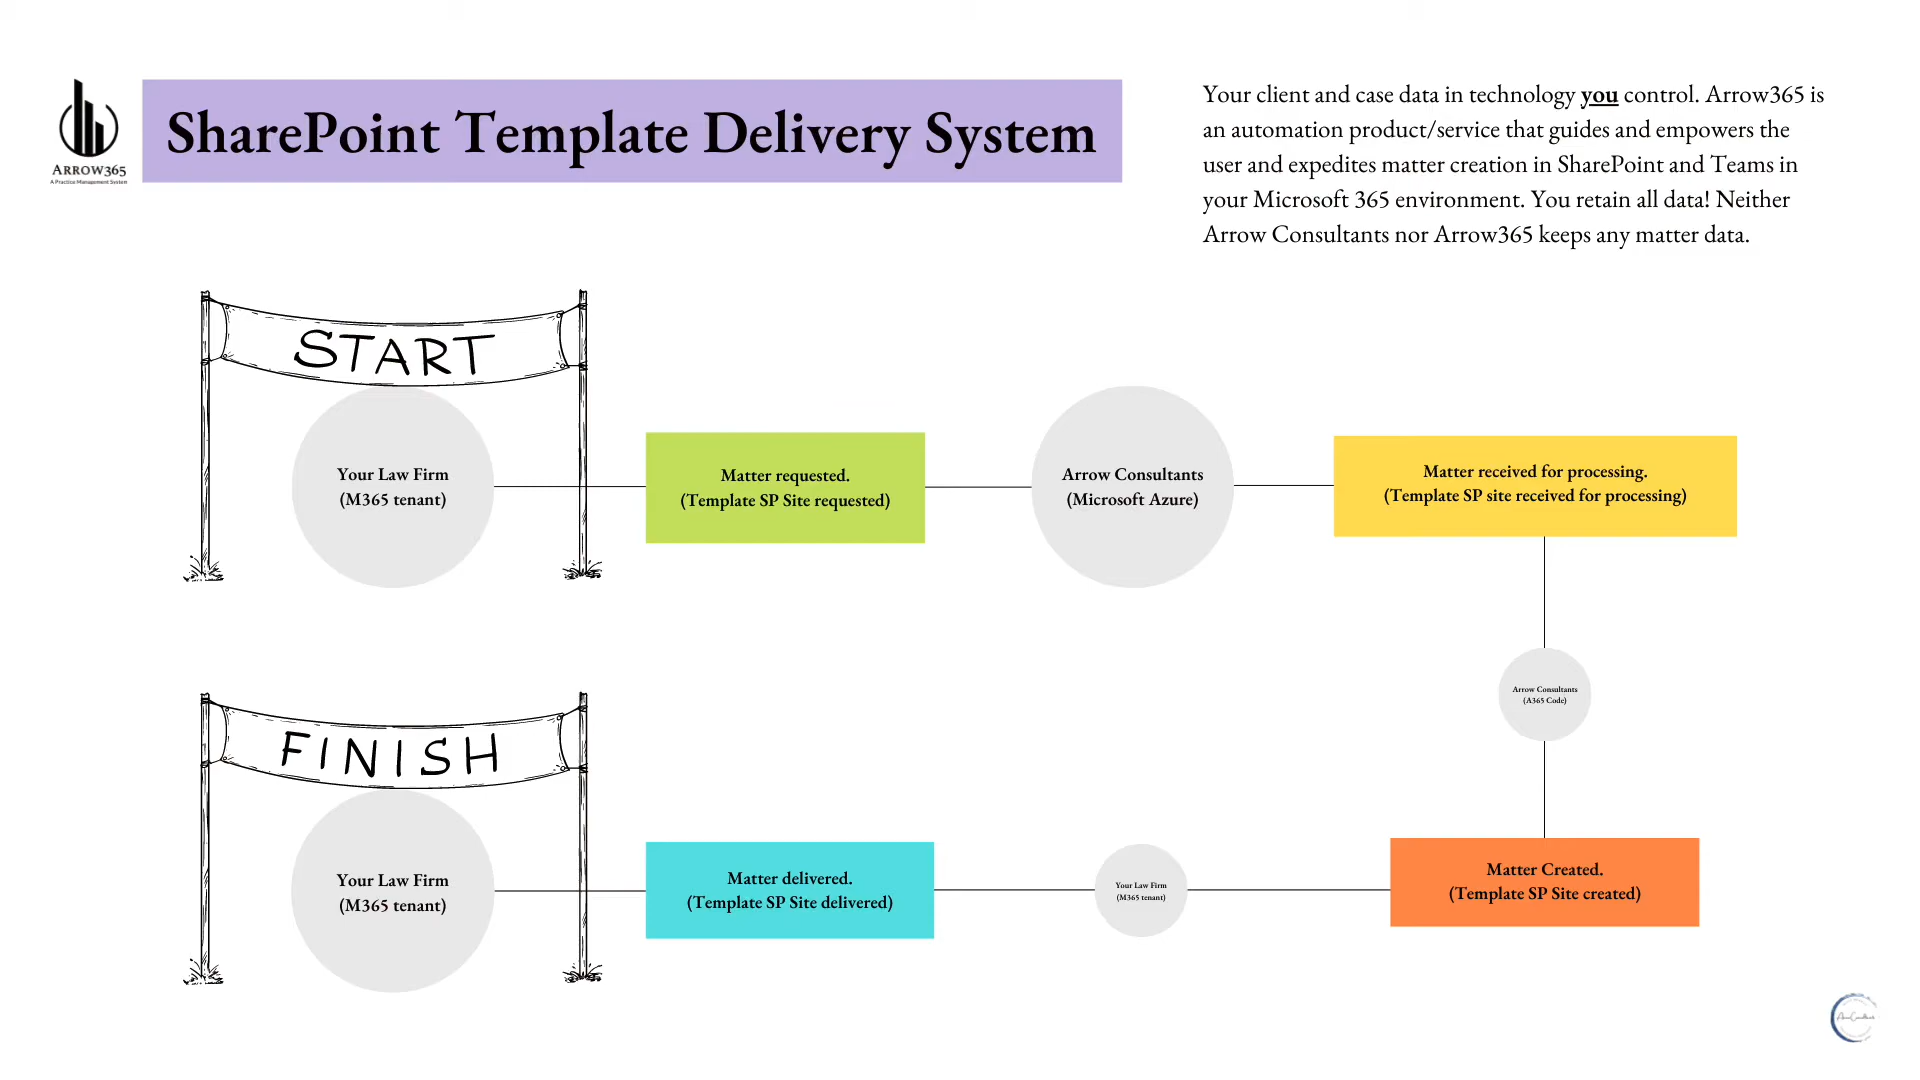 ARROW365
A Practice Management System
SharePoint Template Delivery System
Your client and case data in technology you control. Arrow365 is
an automation product/service that guides and empowers the
user and expedites matter creation in SharePoint and Teams in
your Microsoft 365 environment. You retain all data! Neither
Arrow Consultants nor Arrow365 keeps any matter data.
START
Your Law Firm
(M365 tenant)
Matter requested.
(Template SP Site requested)
Arrow Consultants
(Microsoft Azure)
Matter received for processing.
(Template SP site received for processing)
Arrow Consultants
(A365 Code)
FINISH
Your Law Firm
(M365 tenant)
Matter delivered.
(Template SP Site delivered)
Your Law Firm
(M365 tenant)
Matter Created.
(Template SP Site created)